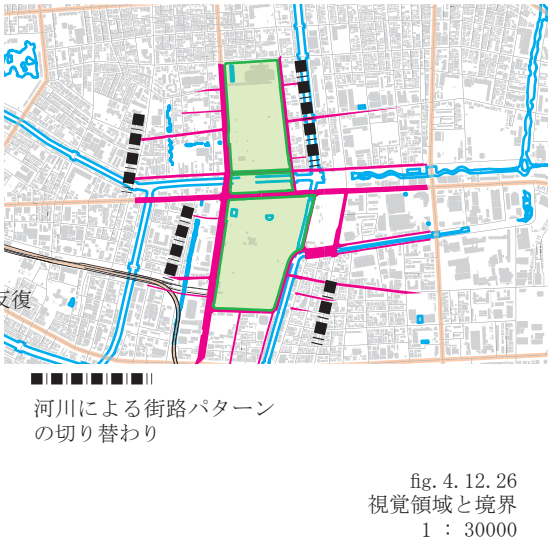 反復
河川による街路パターン
の切り替わり
fig. 4. 12. 26
視覚領域と境界
1 : 30000